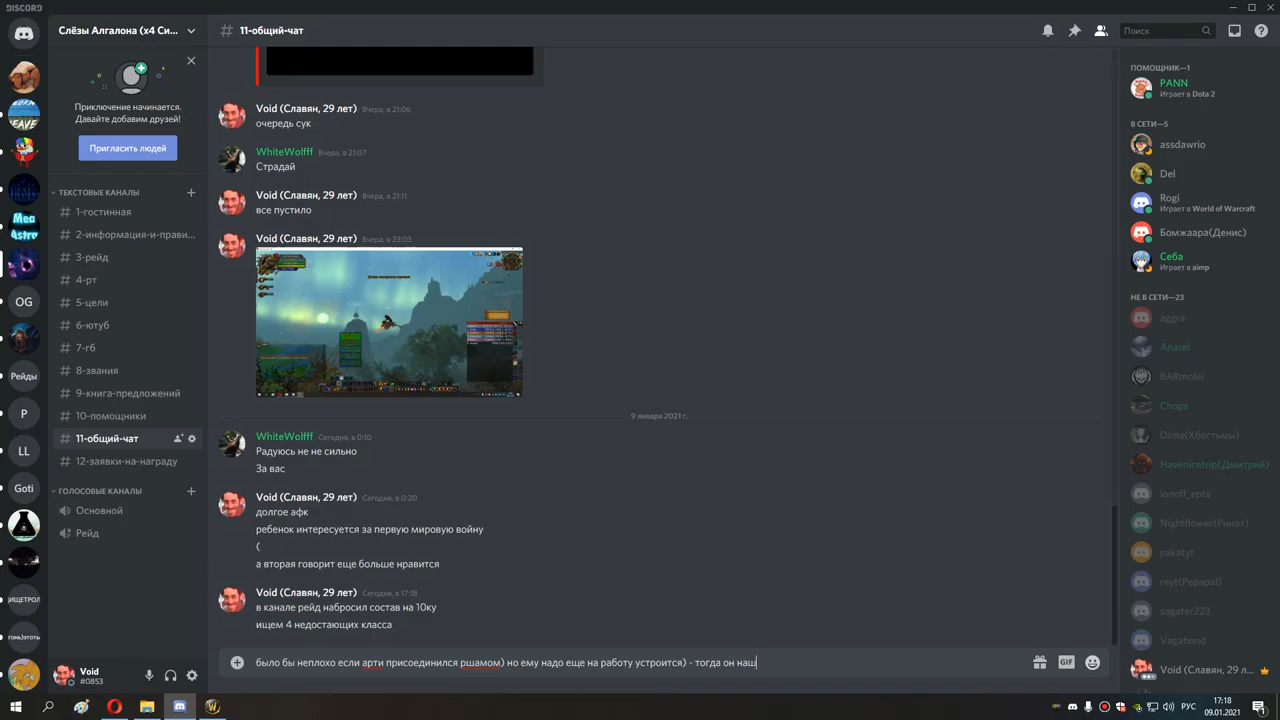 DISCORD
Слёзы Алгалона (x4 Си...
Приключение начинается.
Давайте добавим друзей!
Пригласить людей
ТЕКСТОВЫЕ КАНАЛЫ
1-гостинная
2-информация-и-прави...
3-рейд
4-рт
5-цели
6-ютуб
7-гб
8-звания
9-книга-предложений
10-помощники
11-общий-чат
12-заявки-на-награду
ГОЛОСОВЫЕ КАНАЛЫ
Основной
Рейд
Mea
Astro
OG
Рейды
P
LL
Goti
ИЩЕТРОЛ
Void
#0853
11-общий-чат
Поиск
Void (Славян, 29 лет) Вчера, в 21:06
очередь сук
WhiteWolfff Вчера, в 21:07
Страдай
Void (Славян, 29 лет) Вчера, в 21:11
все пустило
Void (Славян, 29 лет) Вчера, в 23:03
9 января 2021 г.
WhiteWolfff Сегодня, в 0:10
Радуюсь не не сильно
За вас
Void (Славян, 29 лет) Сегодня, в 0:20
долгое афк
ребенок интересуется за первую мировую войну
(
а вторая говорит еще больше нравится
Void (Славян, 29 лет) Сегодня, в 17:18
в канале рейд набросил состав на 10ку
ищем 4 недостающих класса
было бы неплохо если арти присоединился ршамом) но ему надо еще на работу устроится) - тогда он наш
GIF
ПОМОЩНИК—1
PANN
Играет в Dota 2
В СЕТИ—5
assdawrio
Del
Rogi
Играет в World of Warcraft
Бомжаара(Денис)
Себа
Играет в aimp
НЕ В СЕТИ—23
aggra
Anarel
BARmolei
Chops
Dima(ХБогтьмы)
Havenicetrip(Дмитрий)
ionoff_epta
Nightflower(Ринат)
pakatyt
reyt(Pepapai)
sagater223
Vagabond
Void (Славян, 29 л...
РУС
17:18
09.01.2021